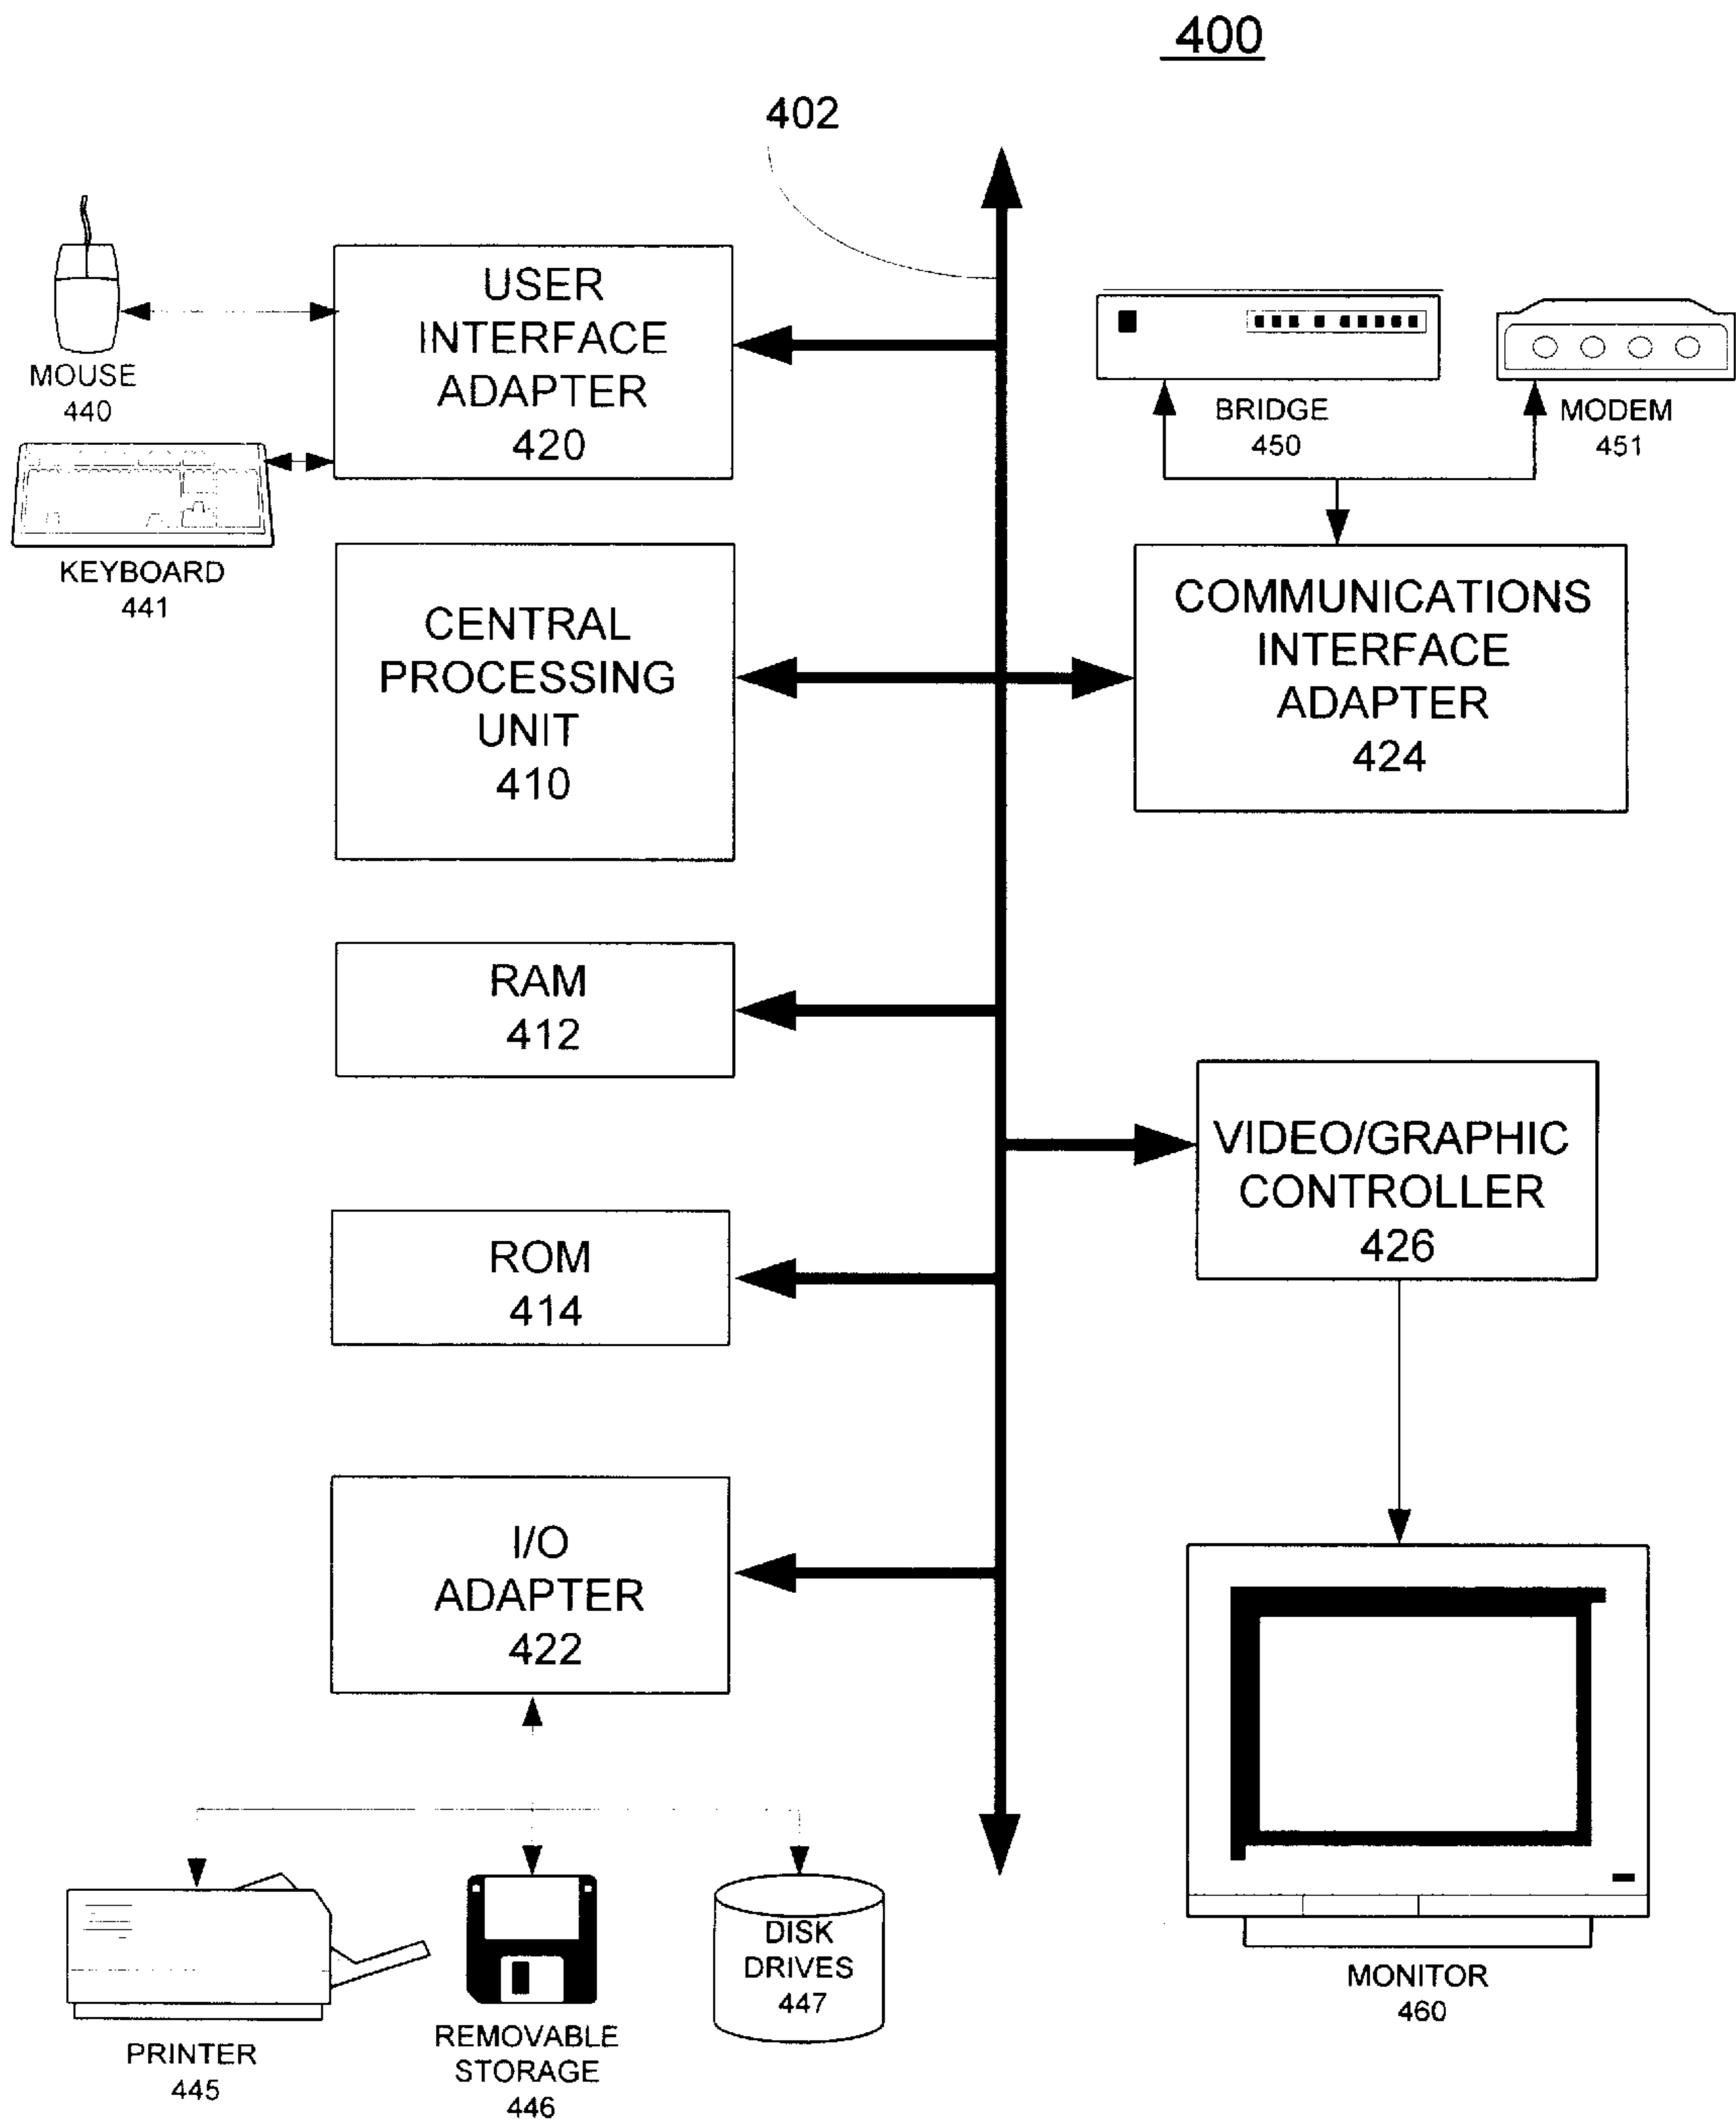 400
402
USER
INTERFACE
ADAPTER
420
MOUSE
440
KEYBOARD
441
BRIDGE
450
MODEM
451
CENTRAL
PROCESSING
UNIT
410
COMMUNICATIONS
INTERFACE
ADAPTER
424
RAM
412
VIDEO/GRAPHIC
CONTROLLER
426
ROM
414
I/O
ADAPTER
422
PRINTER
445
REMOVABLE
STORAGE
446
DISK
DRIVES
447
MONITOR
460